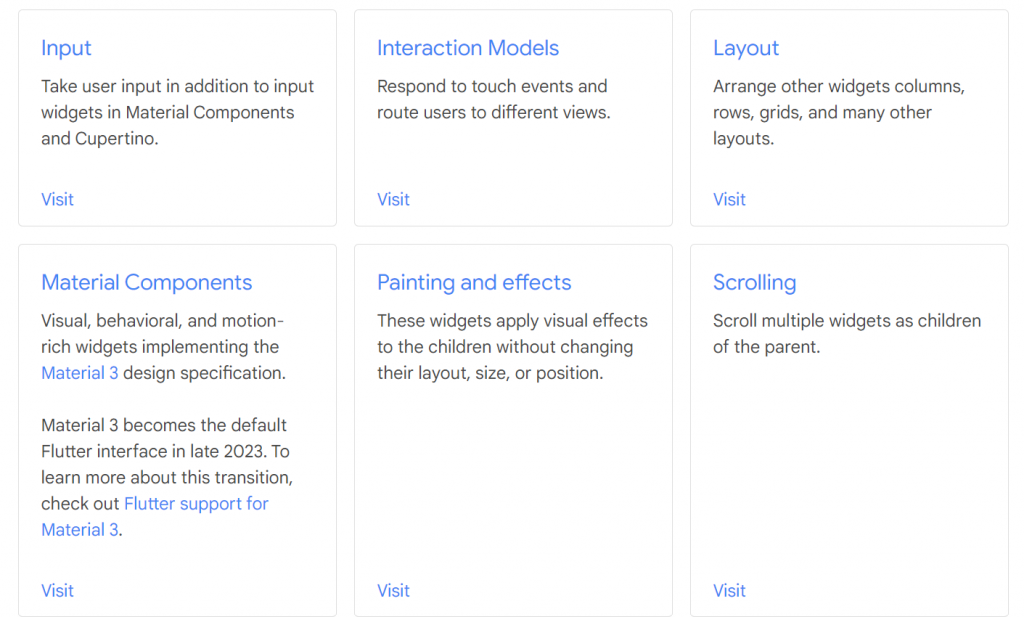 Input
Take user input in addition to input
widgets in Material Components
and Cupertino.
Visit
Interaction Models
Respond to touch events and
route users to different views.
Visit
Layout
Arrange other widgets columns,
rows, grids, and many other
layouts.
Visit
Material Components
Visual, behavioral, and motion-
rich widgets implementing the
Material 3 design specification.
Material 3 becomes the default
Flutter interface in late 2023. To
learn more about this transition,
check out Flutter support for
Material 3.
Visit
Painting and effects
These widgets apply visual effects
to the children without changing
their layout, size, or position.
Visit
Scrolling
Scroll multiple widgets as children
of the parent.
Visit